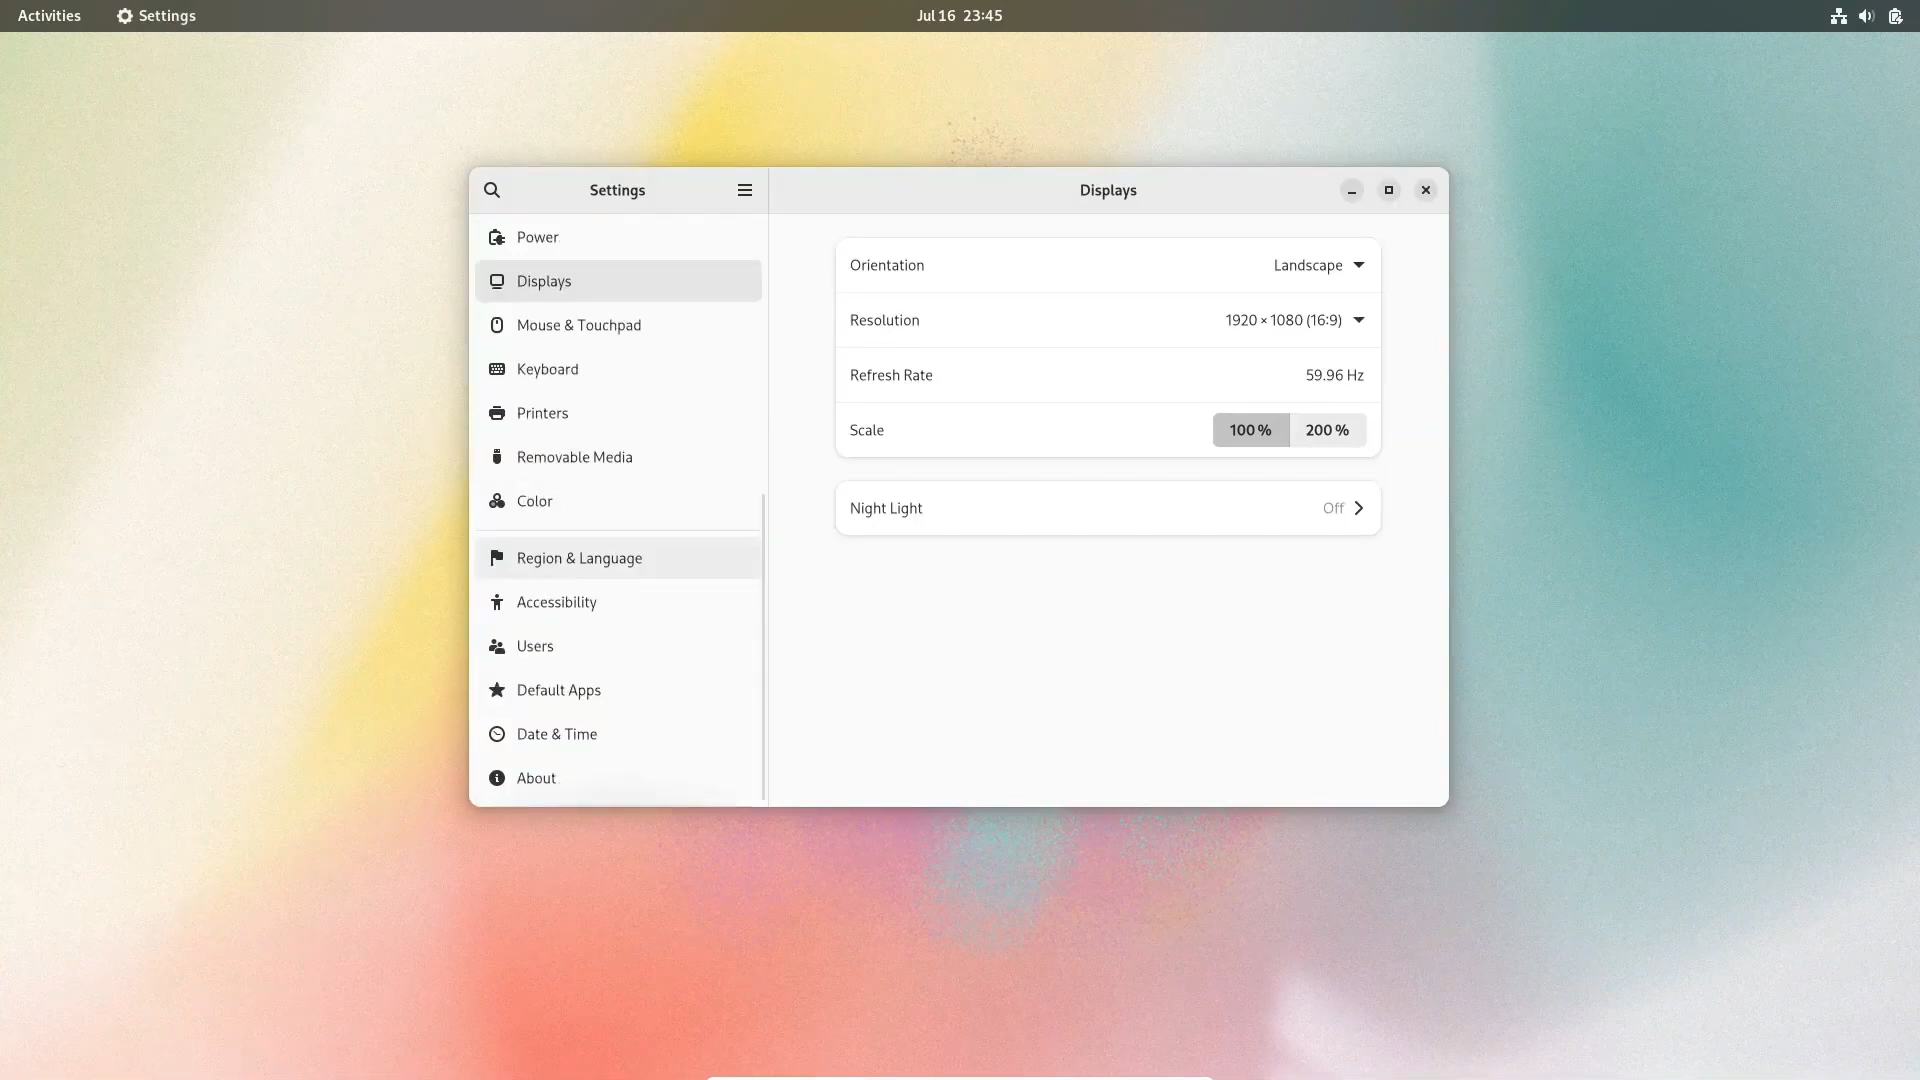 Activities
Settings
Jul 16 23:45
Settings
Displays
Power
Displays
Mouse & Touchpad
Keyboard
Printers
Removable Media
Color
Region & Language
Accessibility
Users
Default Apps
Date & Time
About
Orientation
Landscape
Resolution
1920 × 1080 (16:9)
Refresh Rate
59.96 Hz
Scale
100 %
200 %
Night Light
Off